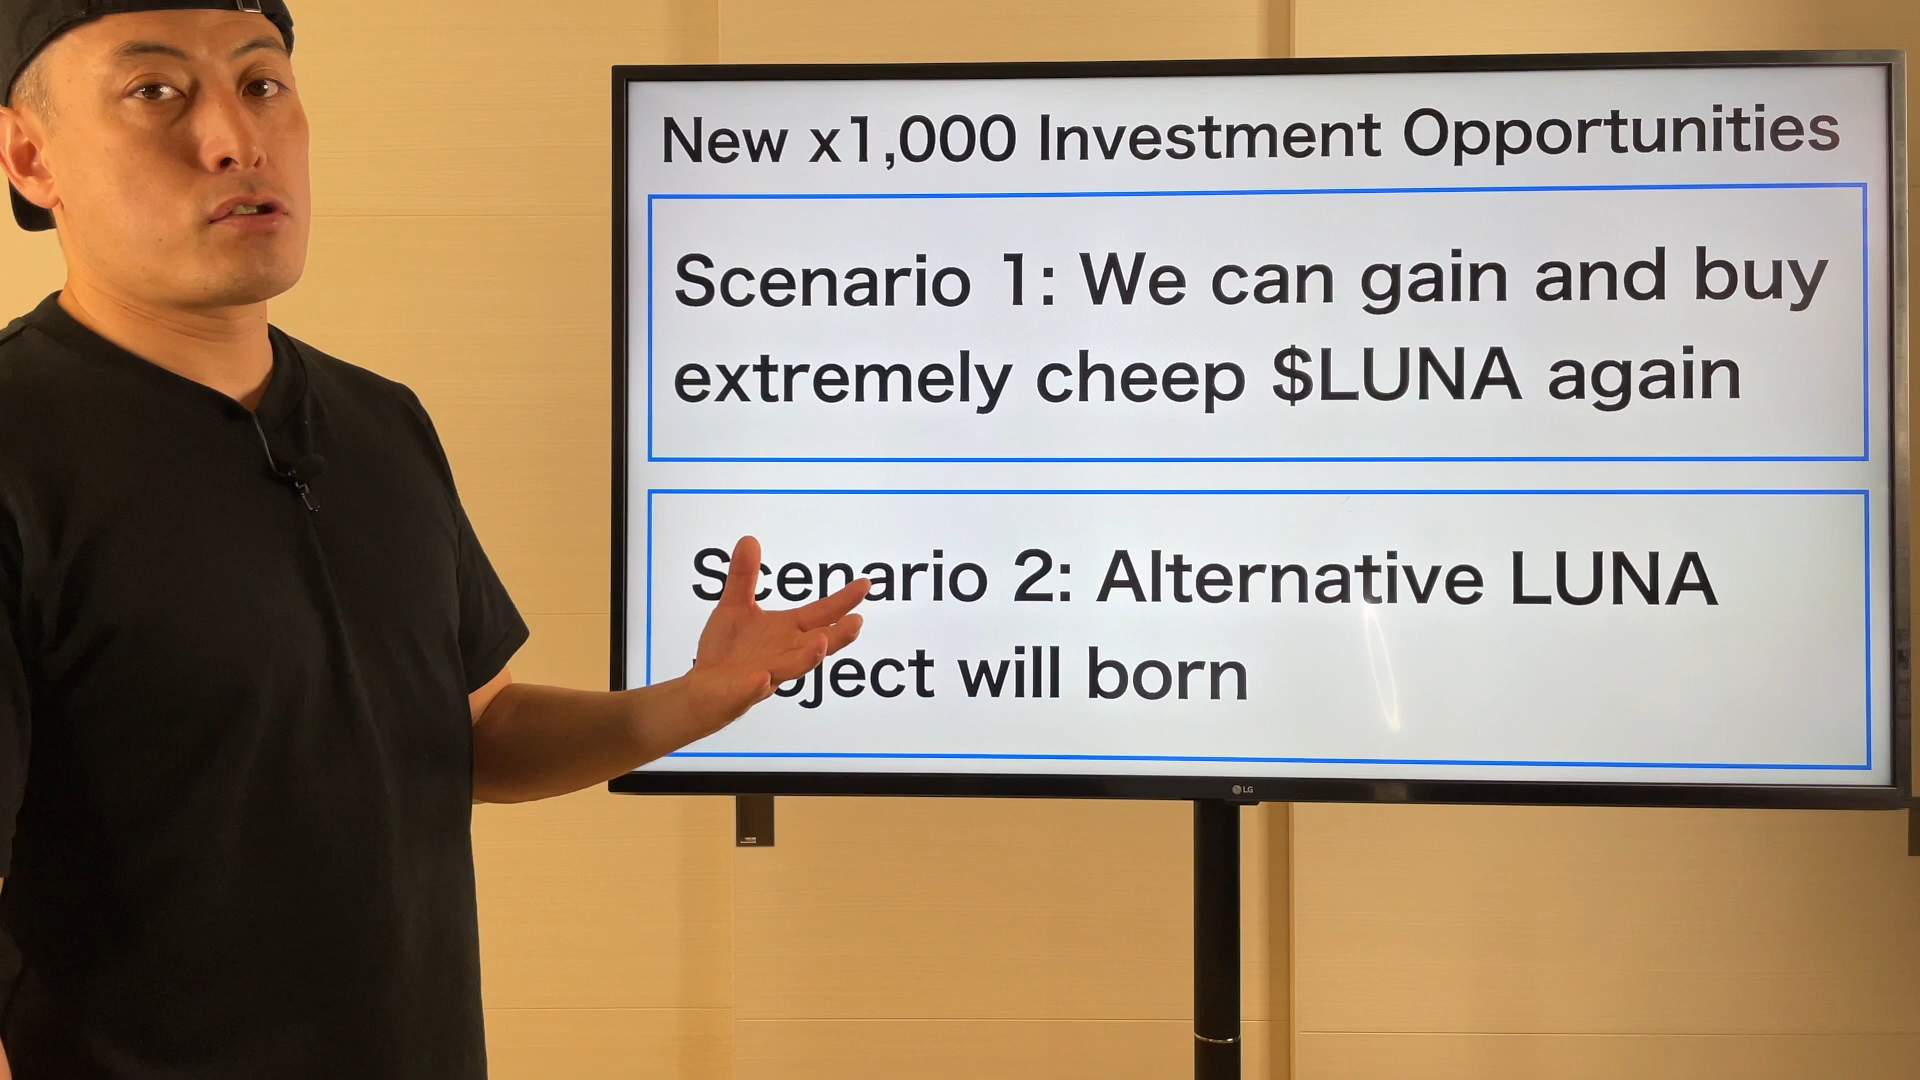 New x1,000 Investment Opportunities
Scenario 1: We can gain and buy
extremely cheep $LUNA again
Scenario 2: Alternative LUNA
project will born
LG